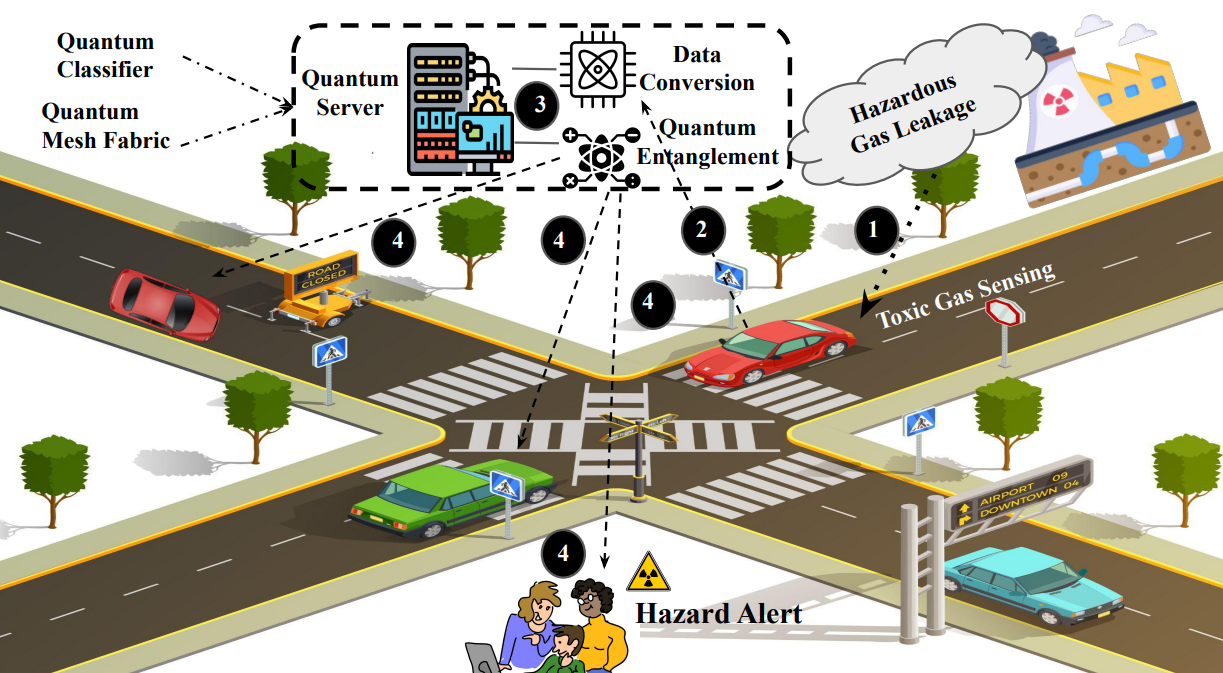 Quantum
Classifier
Quantum
Mesh Fabric
Quantum
Server
3
Data
Conversion
Quantum
Entanglement
Hazardous
Gas Leakage
1
2
4
4
4
Toxic Gas Sensing
ROAD
CLOSED
AIRPORT 09
DOWNTOWN 04
4
Hazard Alert